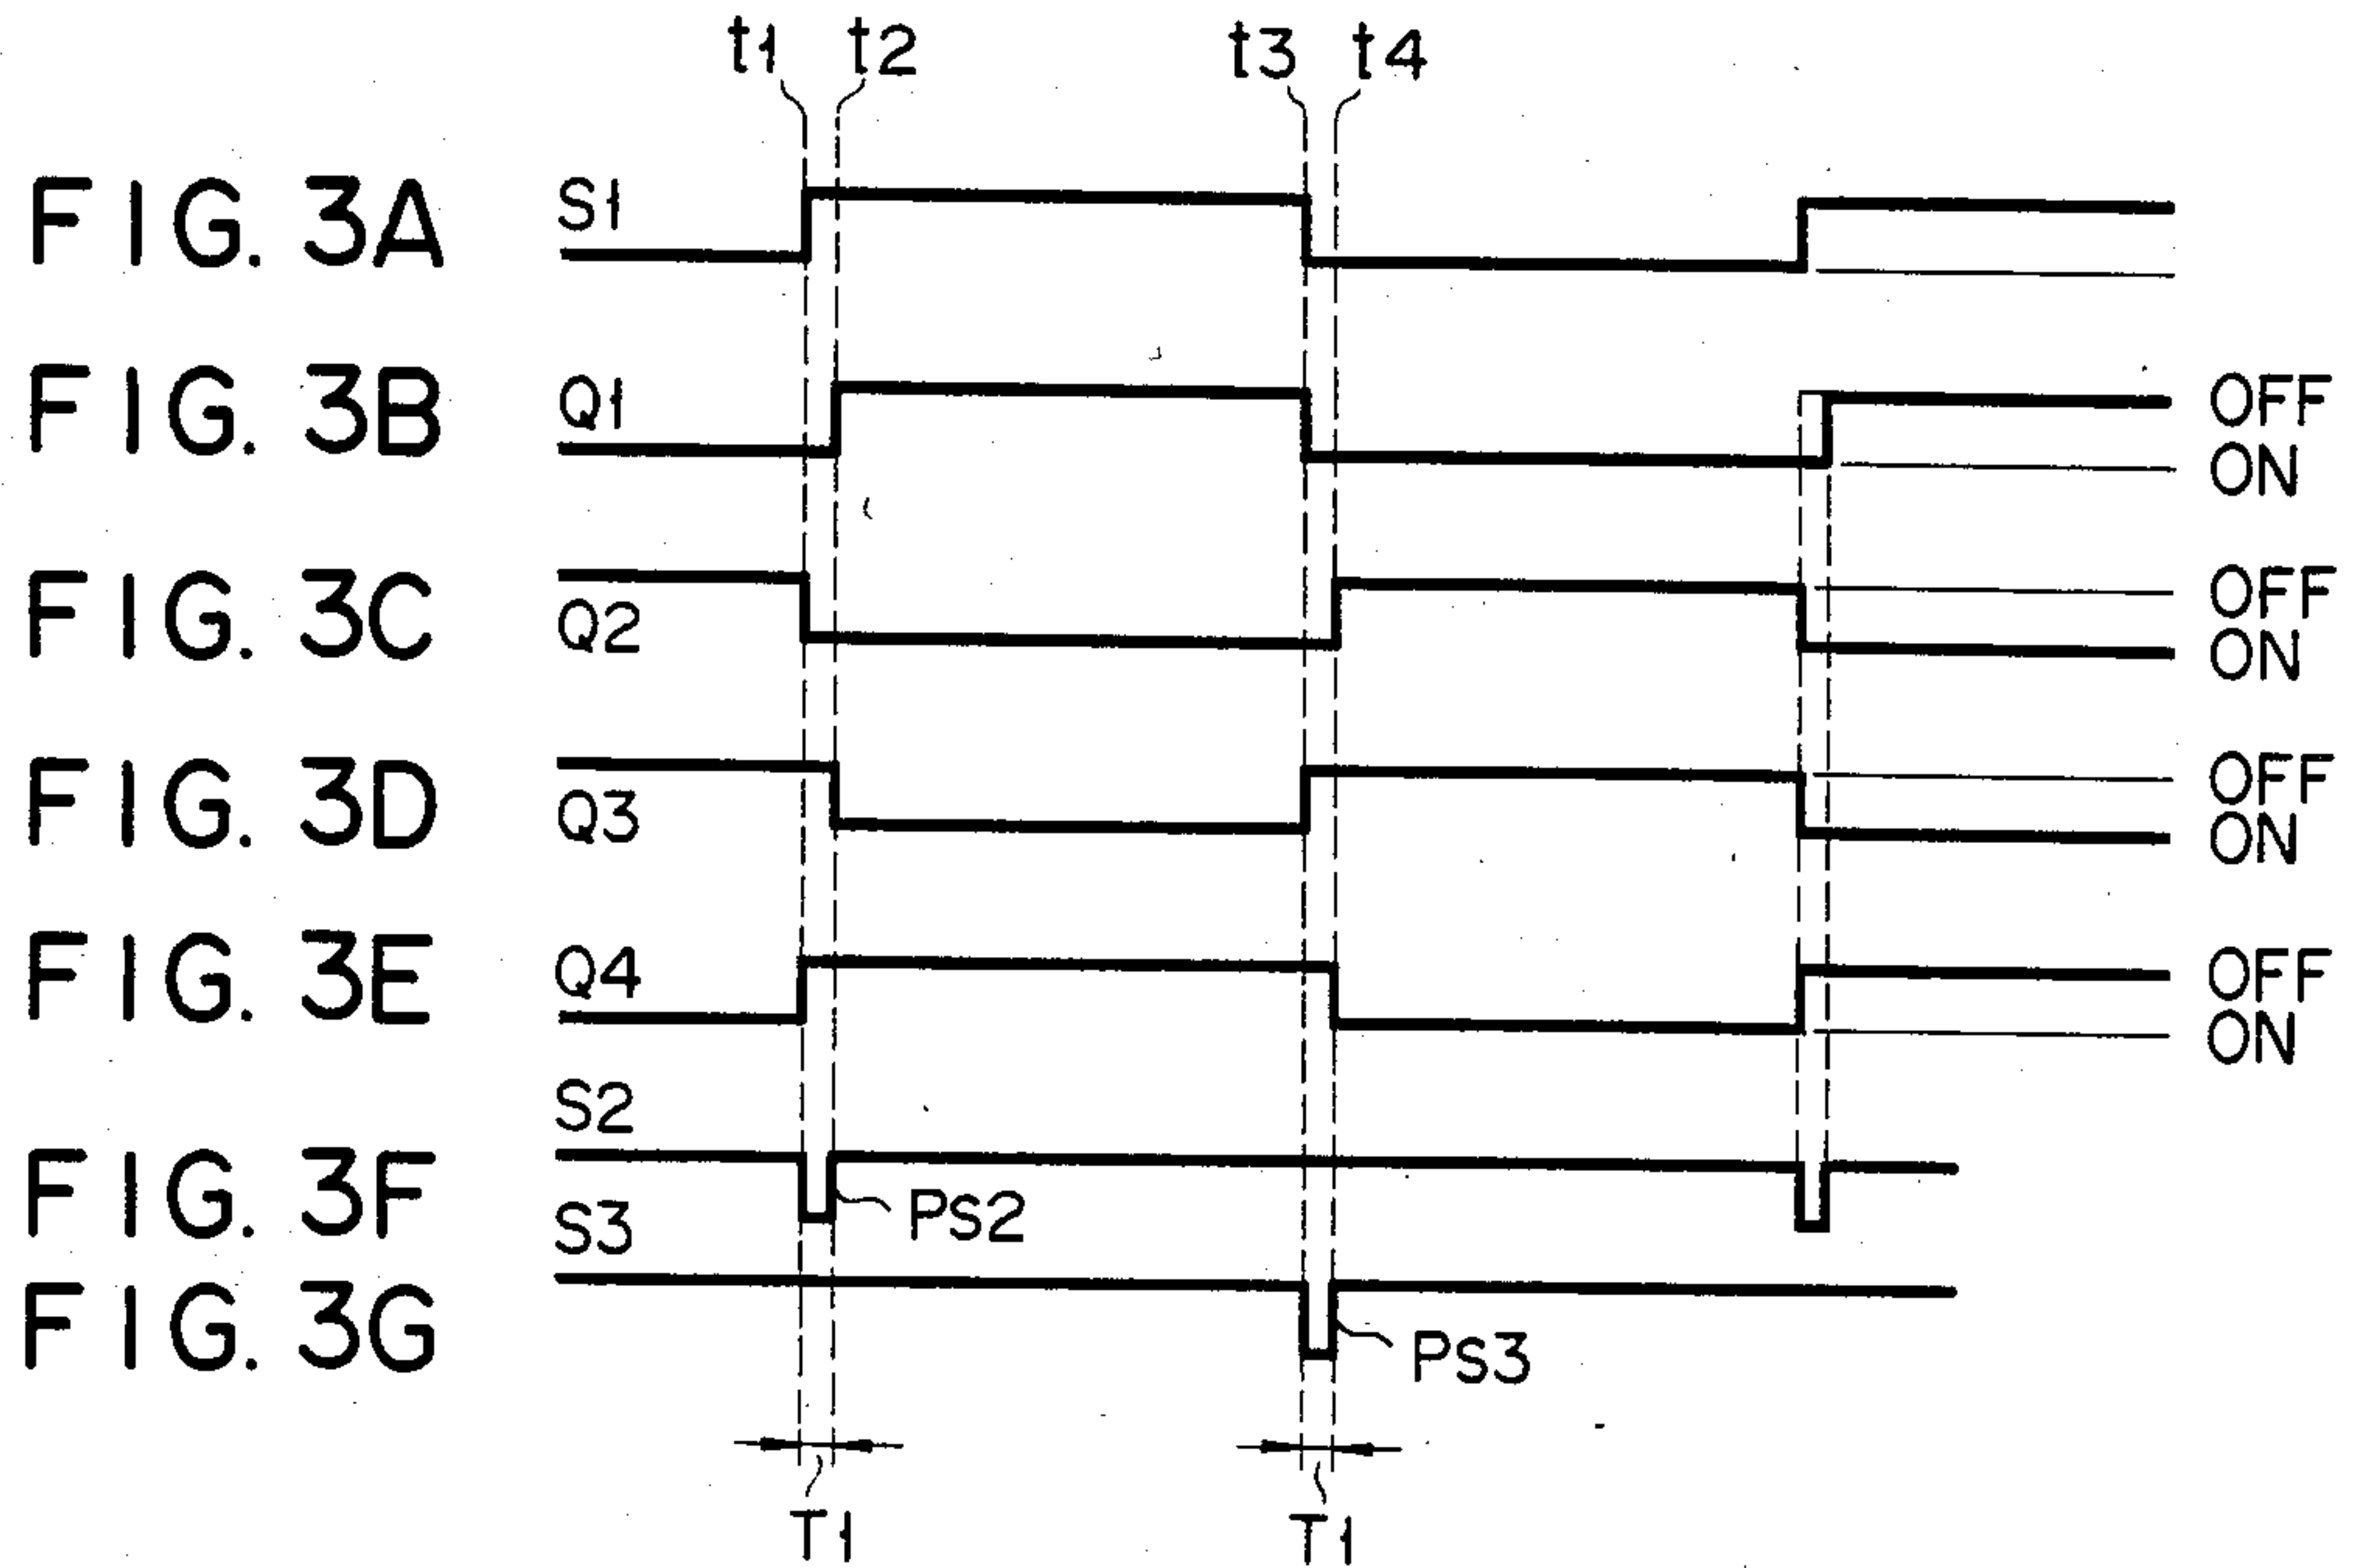 t1 t2 t3 t4
FIG. 3A S1
FIG. 3B Q1 OFF
ON
FIG. 3C Q2 OFF
ON
FIG. 3D Q3 OFF
ON
FIG. 3E Q4 OFF
ON
S2
FIG. 3F PS2
S3
FIG. 3G PS3
T1 T1